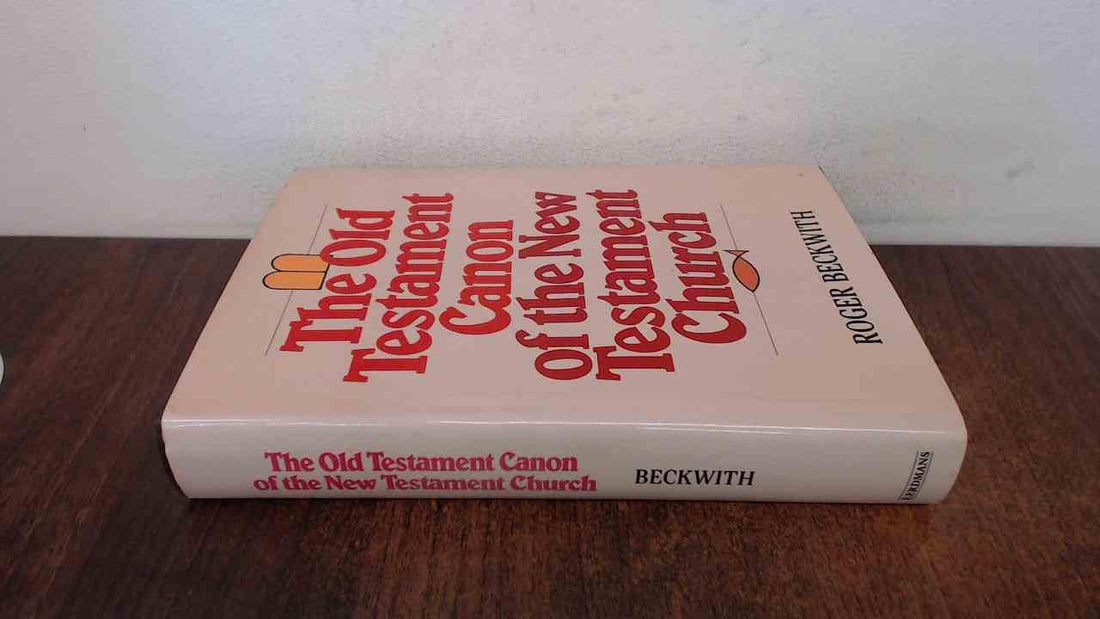 The Old
Testament
Canon
of the New
Testament
Church
ROGER BECKWITH
The Old Testament Canon
of the New Testament Church
BECKWITH
EERDMANS